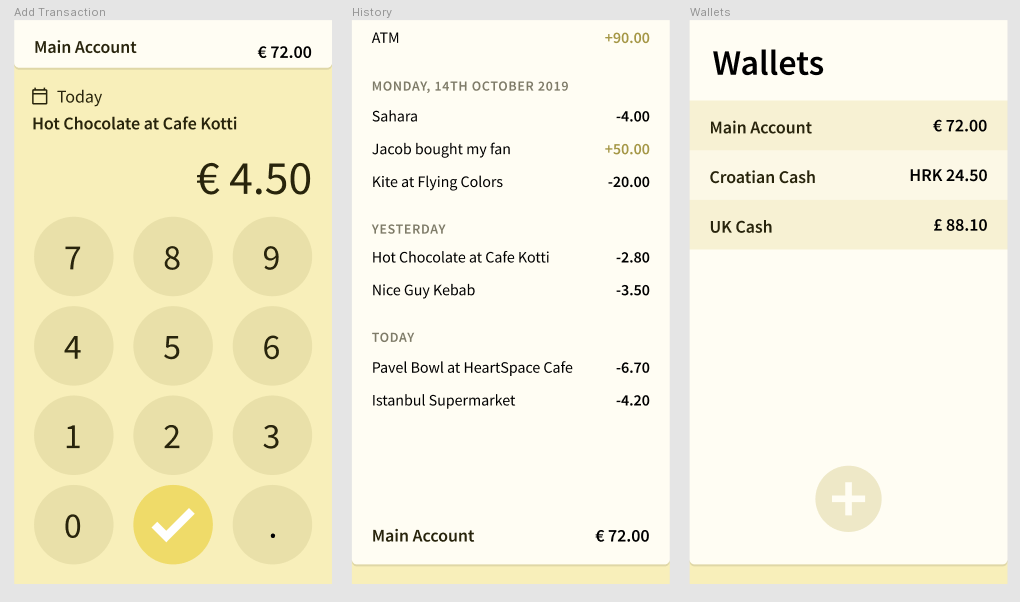 Add Transaction
Main Account € 72.00
Today
Hot Chocolate at Cafe Kotti
€ 4.50
7 8 9
4 5 6
1 2 3
0 .
History
ATM +90.00
MONDAY, 14TH OCTOBER 2019
Sahara -4.00
Jacob bought my fan +50.00
Kite at Flying Colors -20.00
YESTERDAY
Hot Chocolate at Cafe Kotti -2.80
Nice Guy Kebab -3.50
TODAY
Pavel Bowl at HeartSpace Cafe -6.70
Istanbul Supermarket -4.20
Main Account € 72.00
Wallets
Wallets
Main Account € 72.00
Croatian Cash HRK 24.50
UK Cash £ 88.10